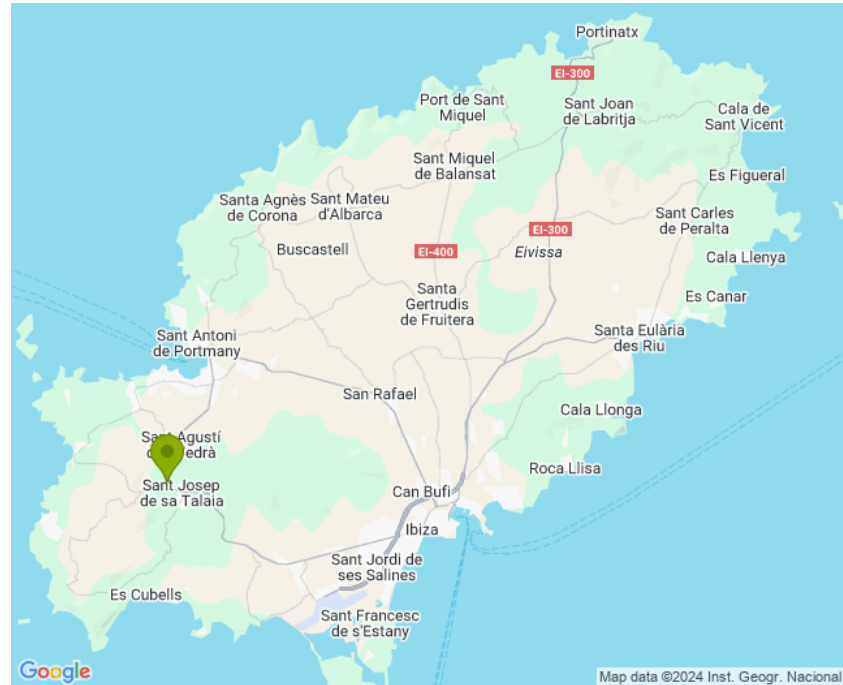 Portinatx
EI-300
Port de Sant
Miquel
Sant Joan
de Labritja
Cala de
Sant Vicent
Sant Miquel
de Balansat
Es Figueral
Santa Agnès
de Corona
Sant Mateu
d'Albarca
Sant Carles
de Peralta
EI-300
Buscastell
EI-400
Eivissa
Cala Llenya
Santa
Gertrudis
de Fruitera
Es Canar
Sant Antoni
de Portmany
Santa Eulària
des Riu
San Rafael
Cala Llonga
Sant Agustí
Roca Llisa
Sant Josep
de sa Talaia
Can Bufí
Ibiza
Sant Jordi de
ses Salines
Es Cubells
Sant Francesc
de s'Estany
Google
Map data ©2024 Inst. Geogr. Nacional